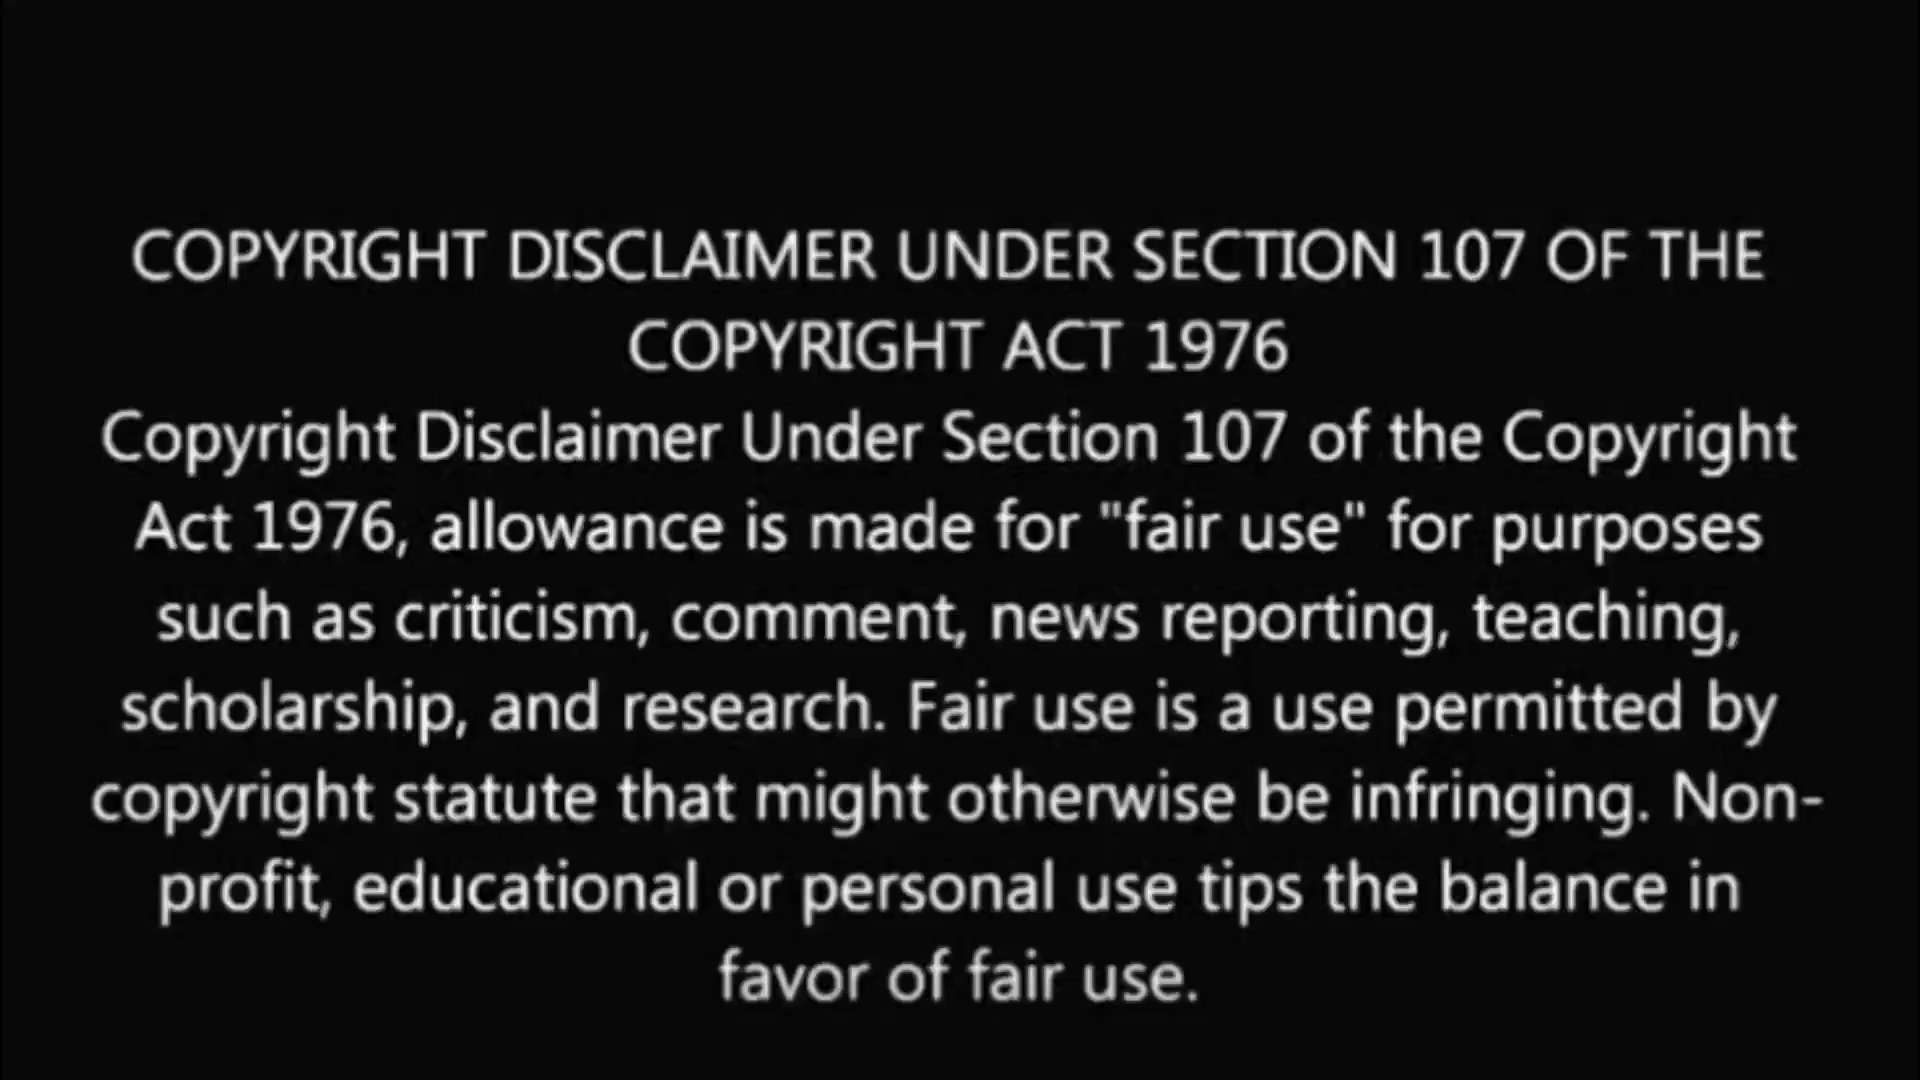 COPYRIGHT DISCLAIMER UNDER SECTION 107 OF THE
COPYRIGHT ACT 1976
Copyright Disclaimer Under Section 107 of the Copyright
Act 1976, allowance is made for "fair use" for purposes
such as criticism, comment, news reporting, teaching,
scholarship, and research. Fair use is a use permitted by
copyright statute that might otherwise be infringing. Non-
profit, educational or personal use tips the balance in
favor of fair use.